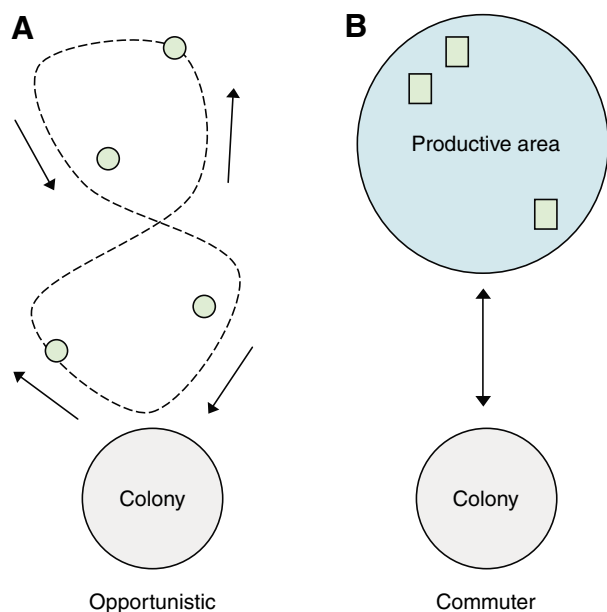 A
B
Productive area
Colony
Colony
Opportunistic
Commuter